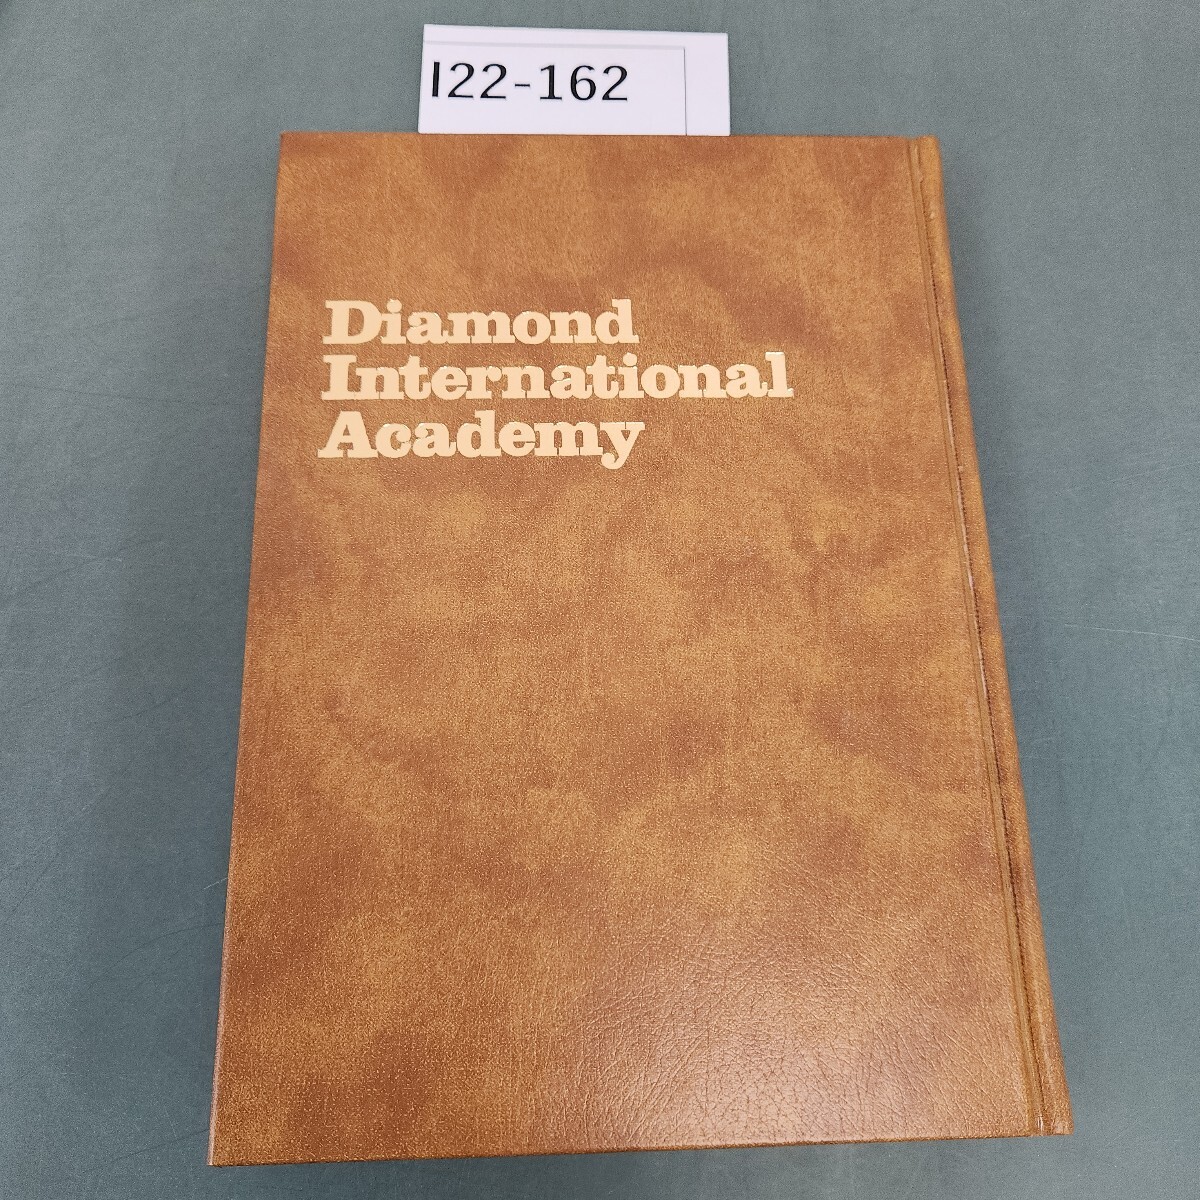 I22-162
Diamond
International
Academy